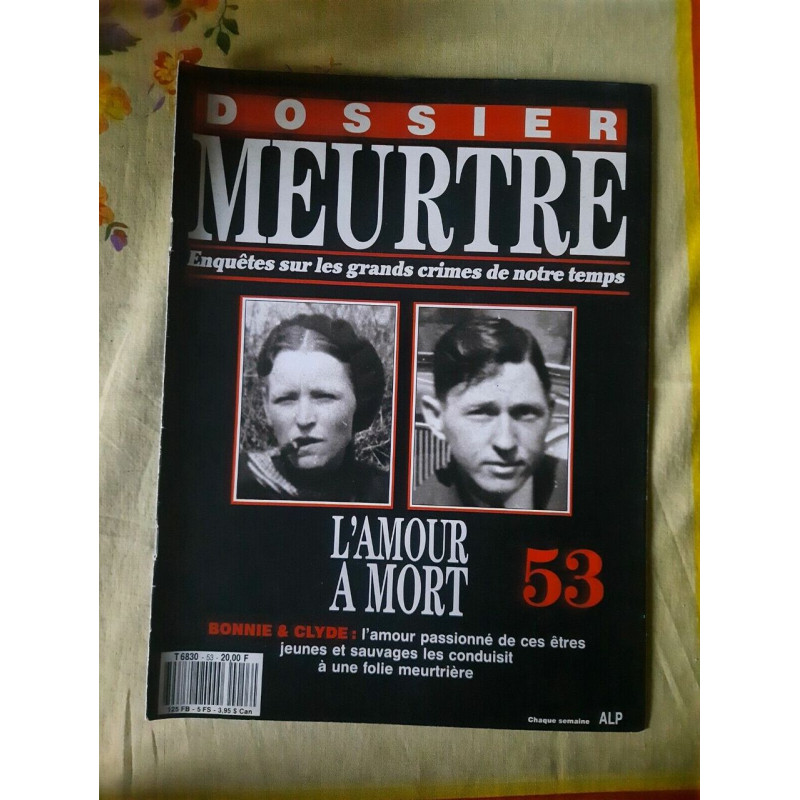 DOSSIER
MEURTRE
Enquêtes sur les grands crimes de notre temps
L'AMOUR
A MORT
53
BONNIE & CLYDE : l'amour passionné de ces êtres
jeunes et sauvages les conduisit
à une folie meurtrière
T 6830 - 53 - 20,00 F
125 FB - 5 FS - 3,95 $ Can
Chaque semaine ALP